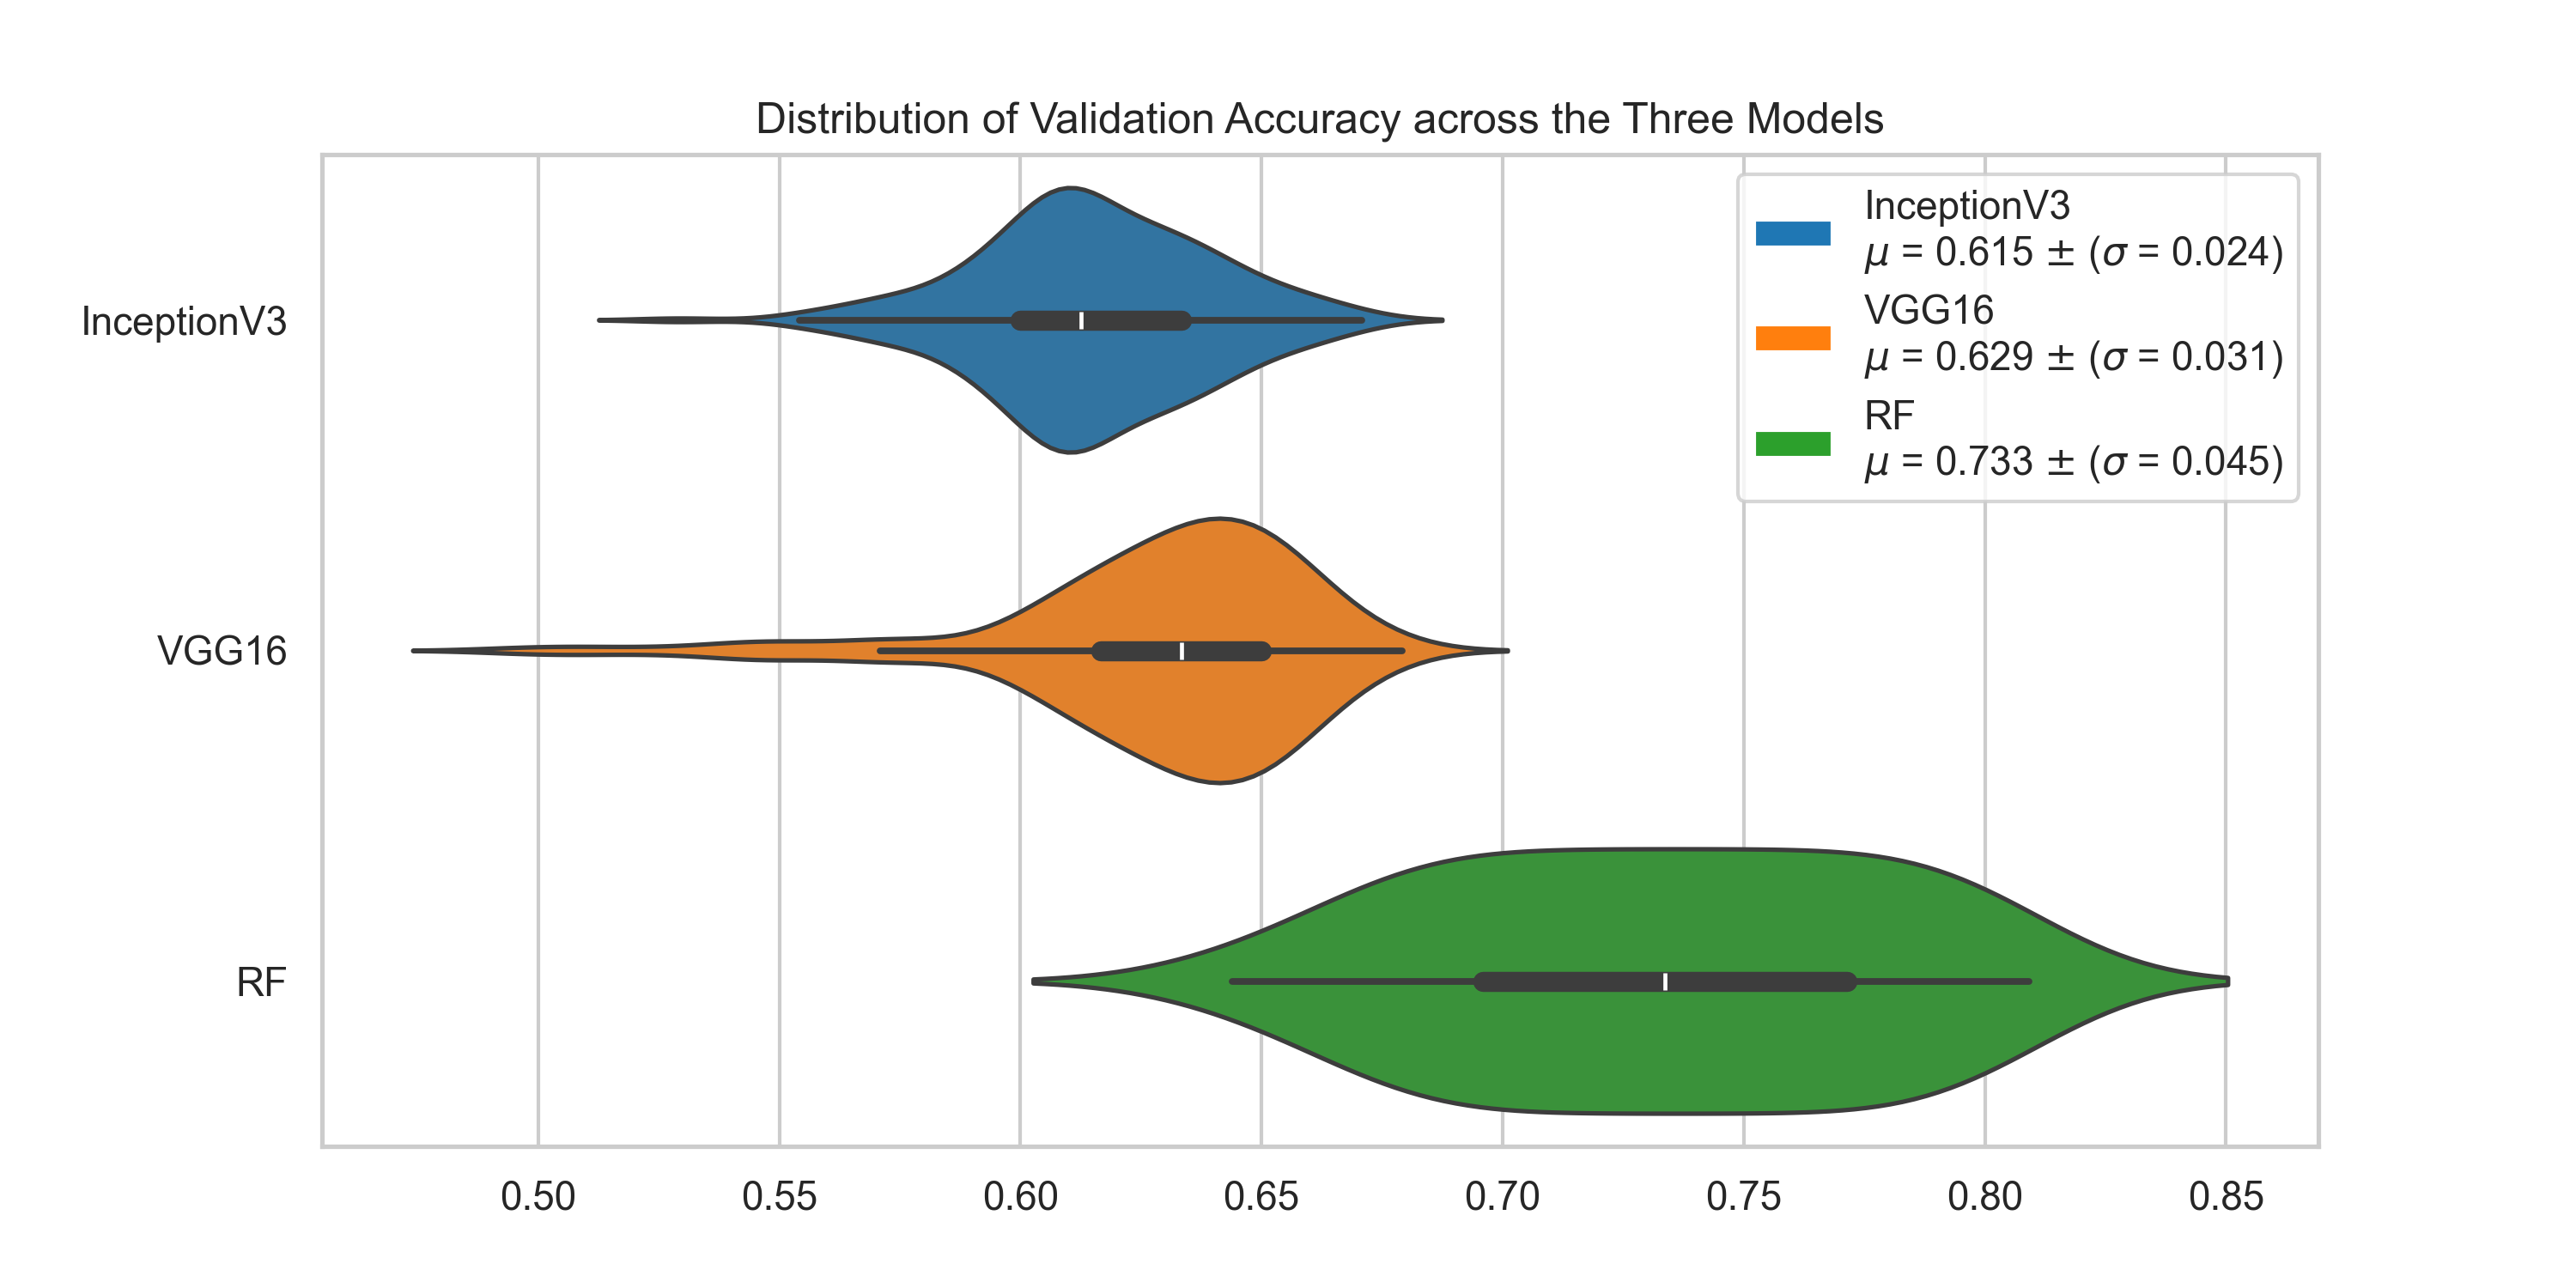 Distribution of Validation Accuracy across the Three Models
InceptionV3
μ = 0.615 ± (σ = 0.024)
VGG16
μ = 0.629 ± (σ = 0.031)
RF
μ = 0.733 ± (σ = 0.045)
InceptionV3
VGG16
RF
0.50 0.55 0.60 0.65 0.70 0.75 0.80 0.85